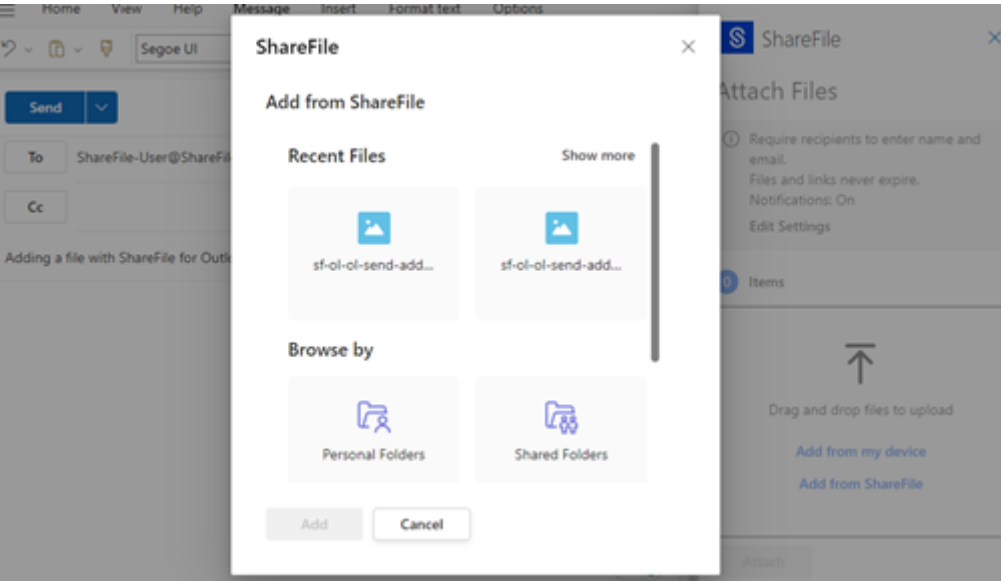 Home View Help Message Insert Format text Options
Segoe UI
Send
To ShareFile-User@ShareFil
Cc
Adding a file with ShareFile for Outl
ShareFile
Add from ShareFile
Recent Files Show more
sf-ol-ol-send-add... sf-ol-ol-send-add...
Browse by
Personal Folders Shared Folders
Add Cancel
ShareFile
Attach Files
Require recipients to enter name and
email.
Files and links never expire.
Notifications: On
Edit Settings
0 Items
Drag and drop files to upload
Add from my device
Add from ShareFile
Attach